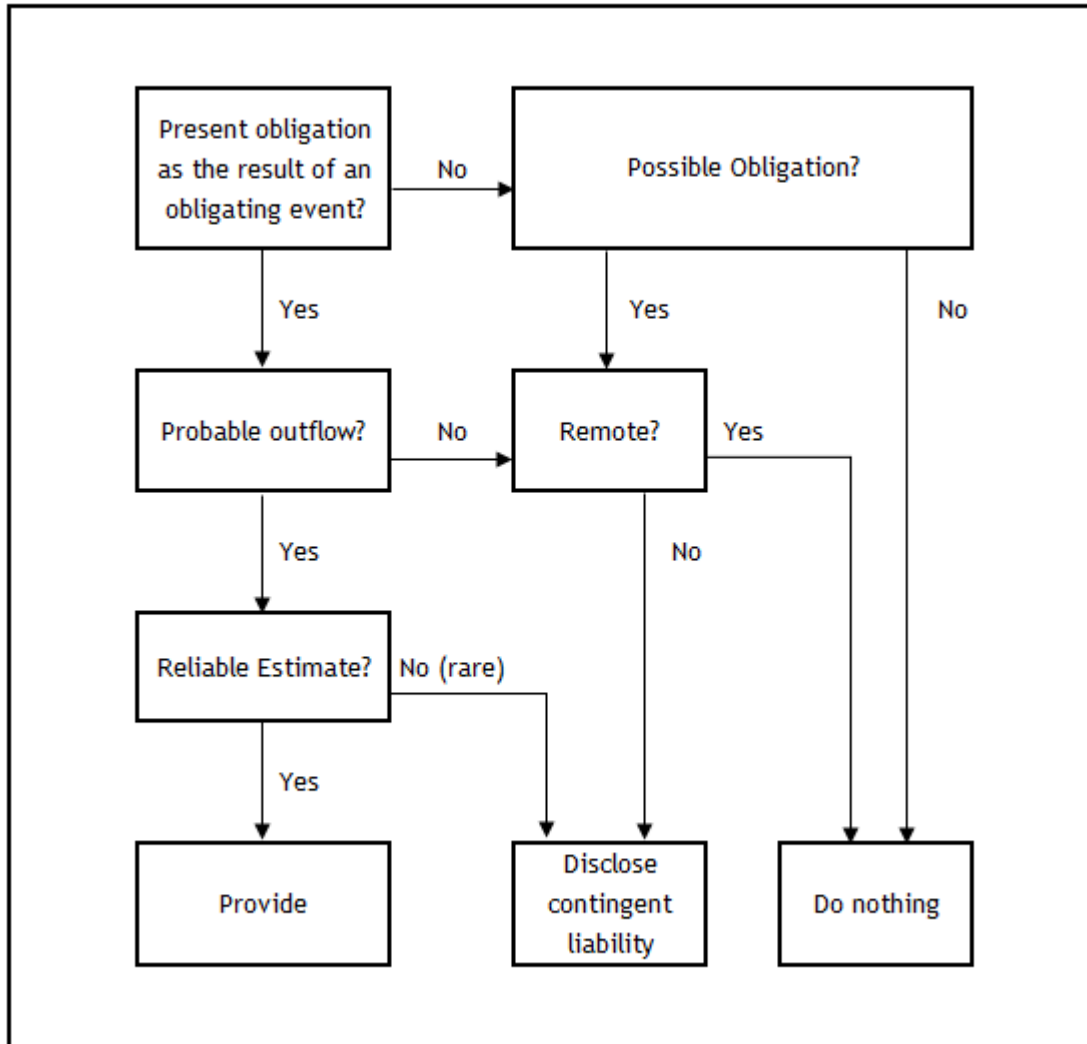 Present obligation
as the result of an
obligating event?
No
Possible Obligation?
Yes
Yes
No
Probable outflow?
No
Remote?
Yes
Yes
No
Reliable Estimate?
No (rare)
Yes
Provide
Disclose
contingent
liability
Do nothing